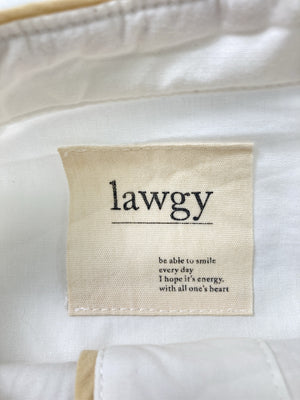 lawgy
be able to smile
every day
I hope it's energy.
with all one's heart